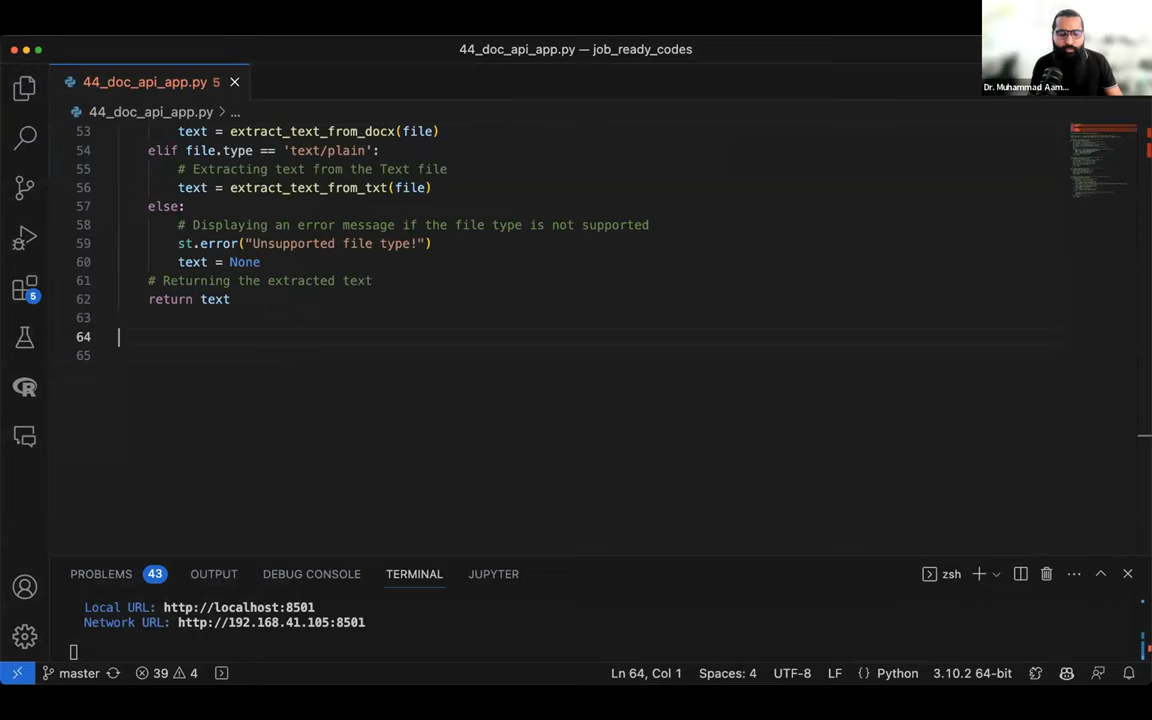 44_doc_api_app.py — job_ready_codes
Dr. Muhammad Aam...
44_doc_api_app.py 5
44_doc_api_app.py > ...
53 text = extract_text_from_docx(file)
54 elif file.type == 'text/plain':
55 # Extracting text from the Text file
56 text = extract_text_from_txt(file)
57 else:
58 # Displaying an error message if the file type is not supported
59 st.error("Unsupported file type!")
60 text = None
61 # Returning the extracted text
62 return text
63
64
65
5
PROBLEMS 43 OUTPUT DEBUG CONSOLE TERMINAL JUPYTER zsh
Local URL: http://localhost:8501
Network URL: http://192.168.41.105:8501
master 39 4 Ln 64, Col 1 Spaces: 4 UTF-8 LF {} Python 3.10.2 64-bit